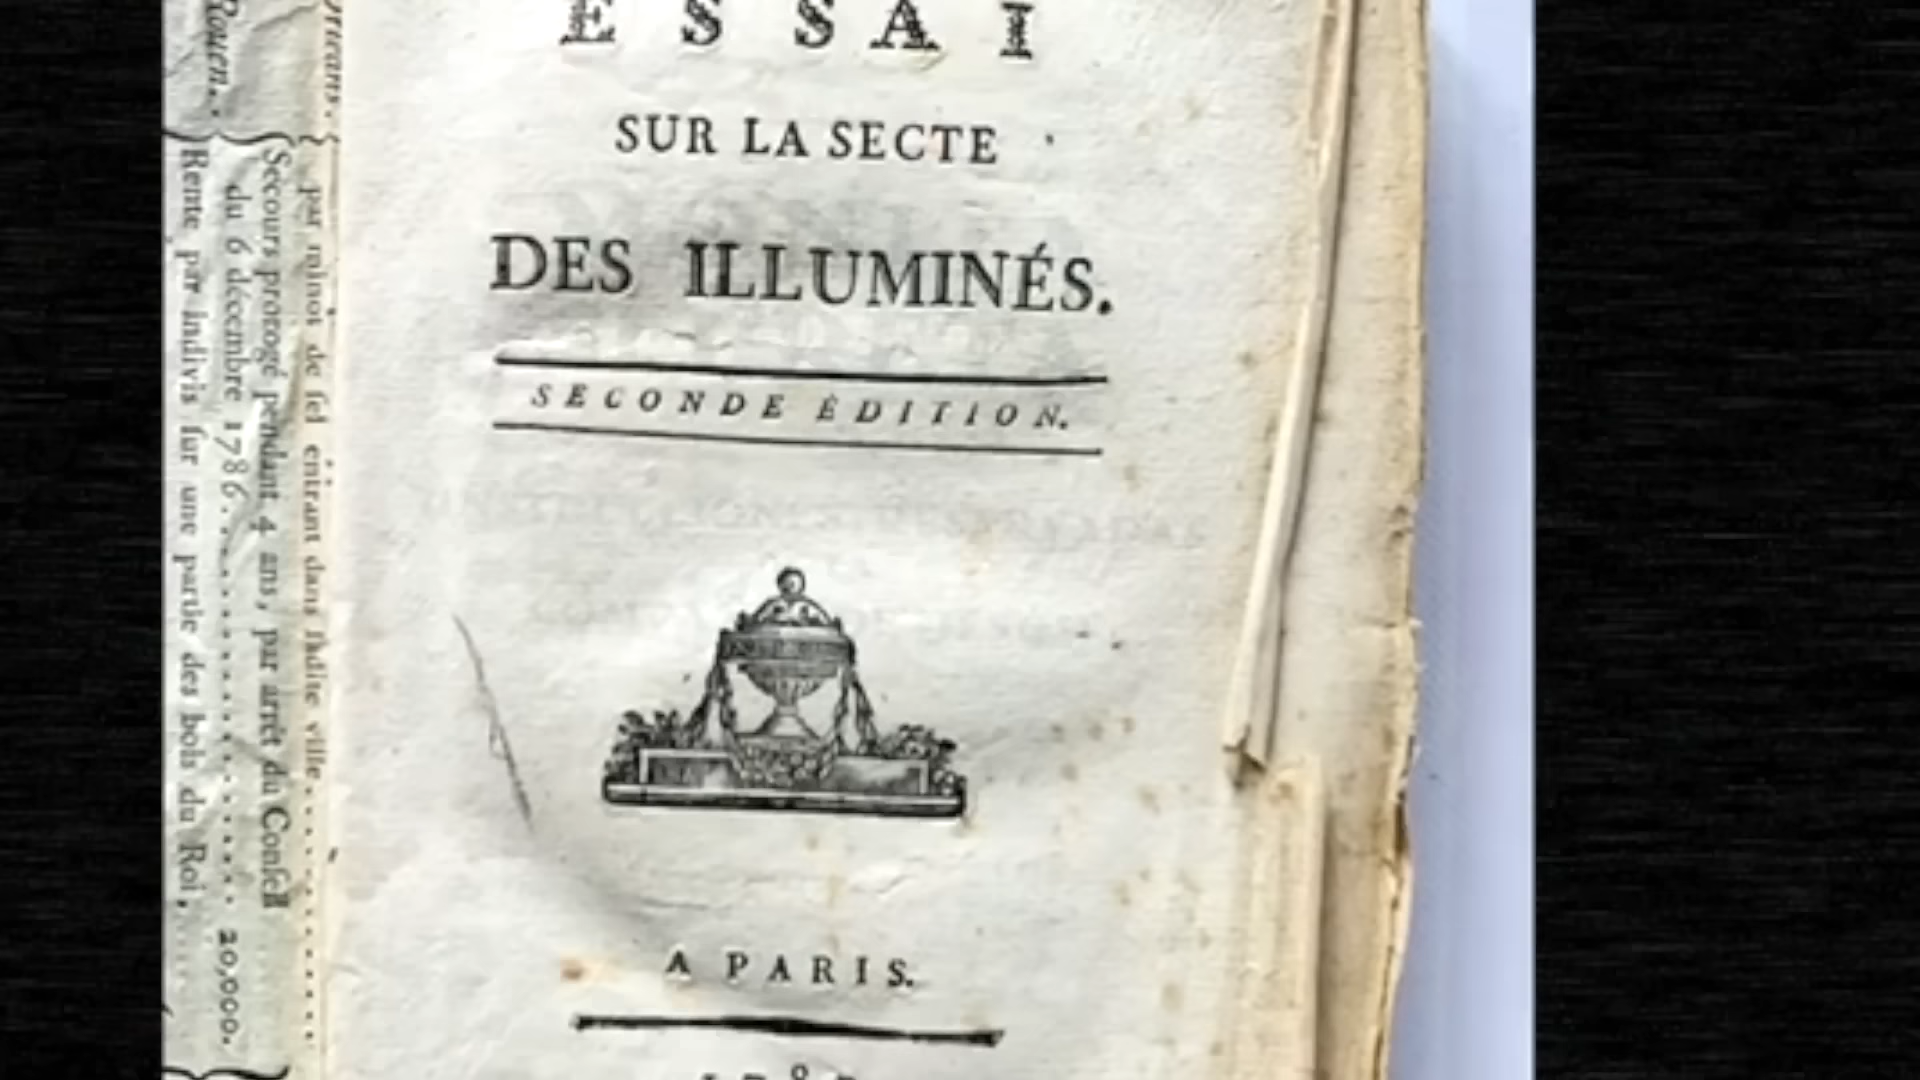 ESSAI
SUR LA SECTE
DES ILLUMINÉS.
SECONDE ÉDITION.
A PARIS.
Rouen.
par minot de sel entrant dans ladite ville
Secours prorogé pendant 4 ans, par arrêt du Conseil
du 6 décembre 1786. 20,000.
Rente par indivis sur une partie des bois du Roi,